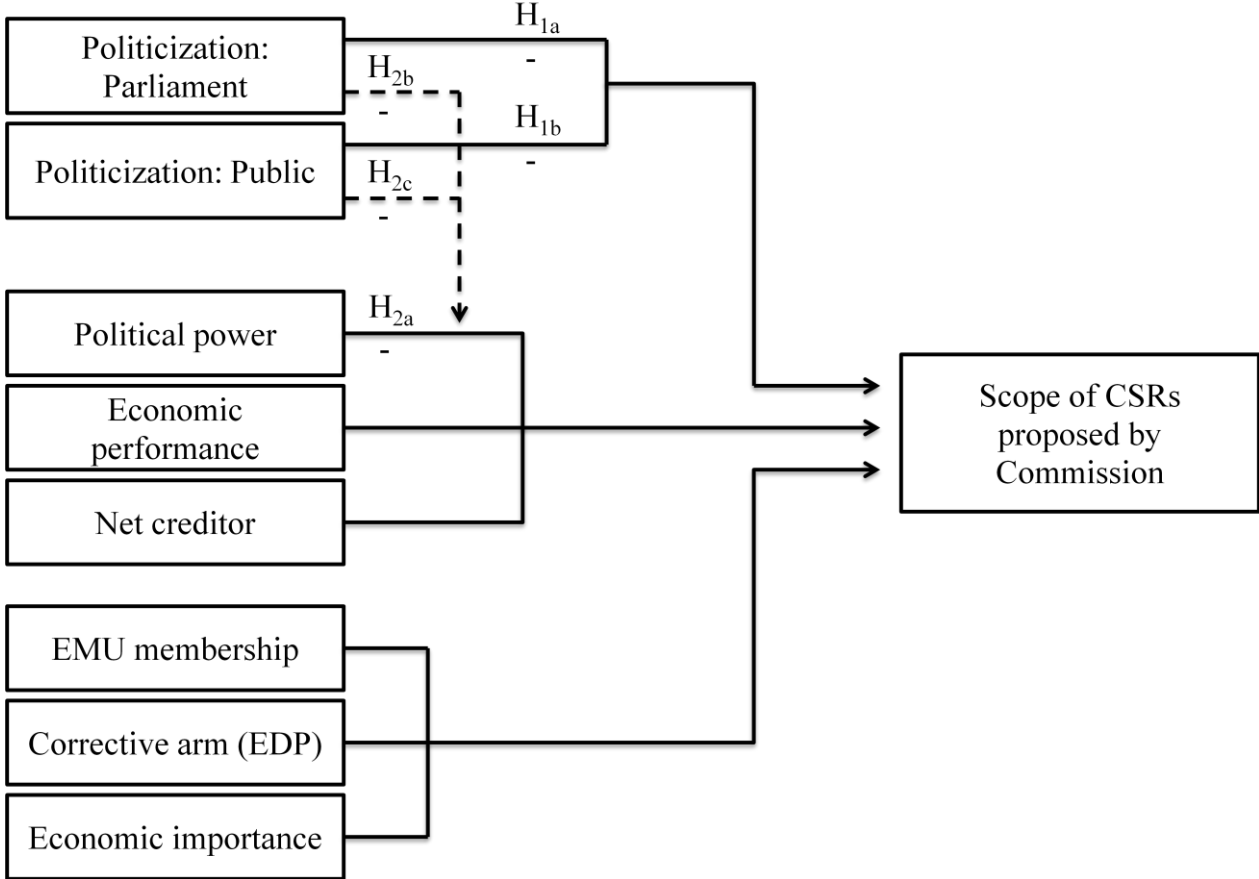 Politicization:
Parliament
H1a
-
H2b
-
Politicization: Public
H1b
-
H2c
-
Political power
H2a
-
Economic
performance
Net creditor
Scope of CSRs
proposed by
Commission
EMU membership
Corrective arm (EDP)
Economic importance